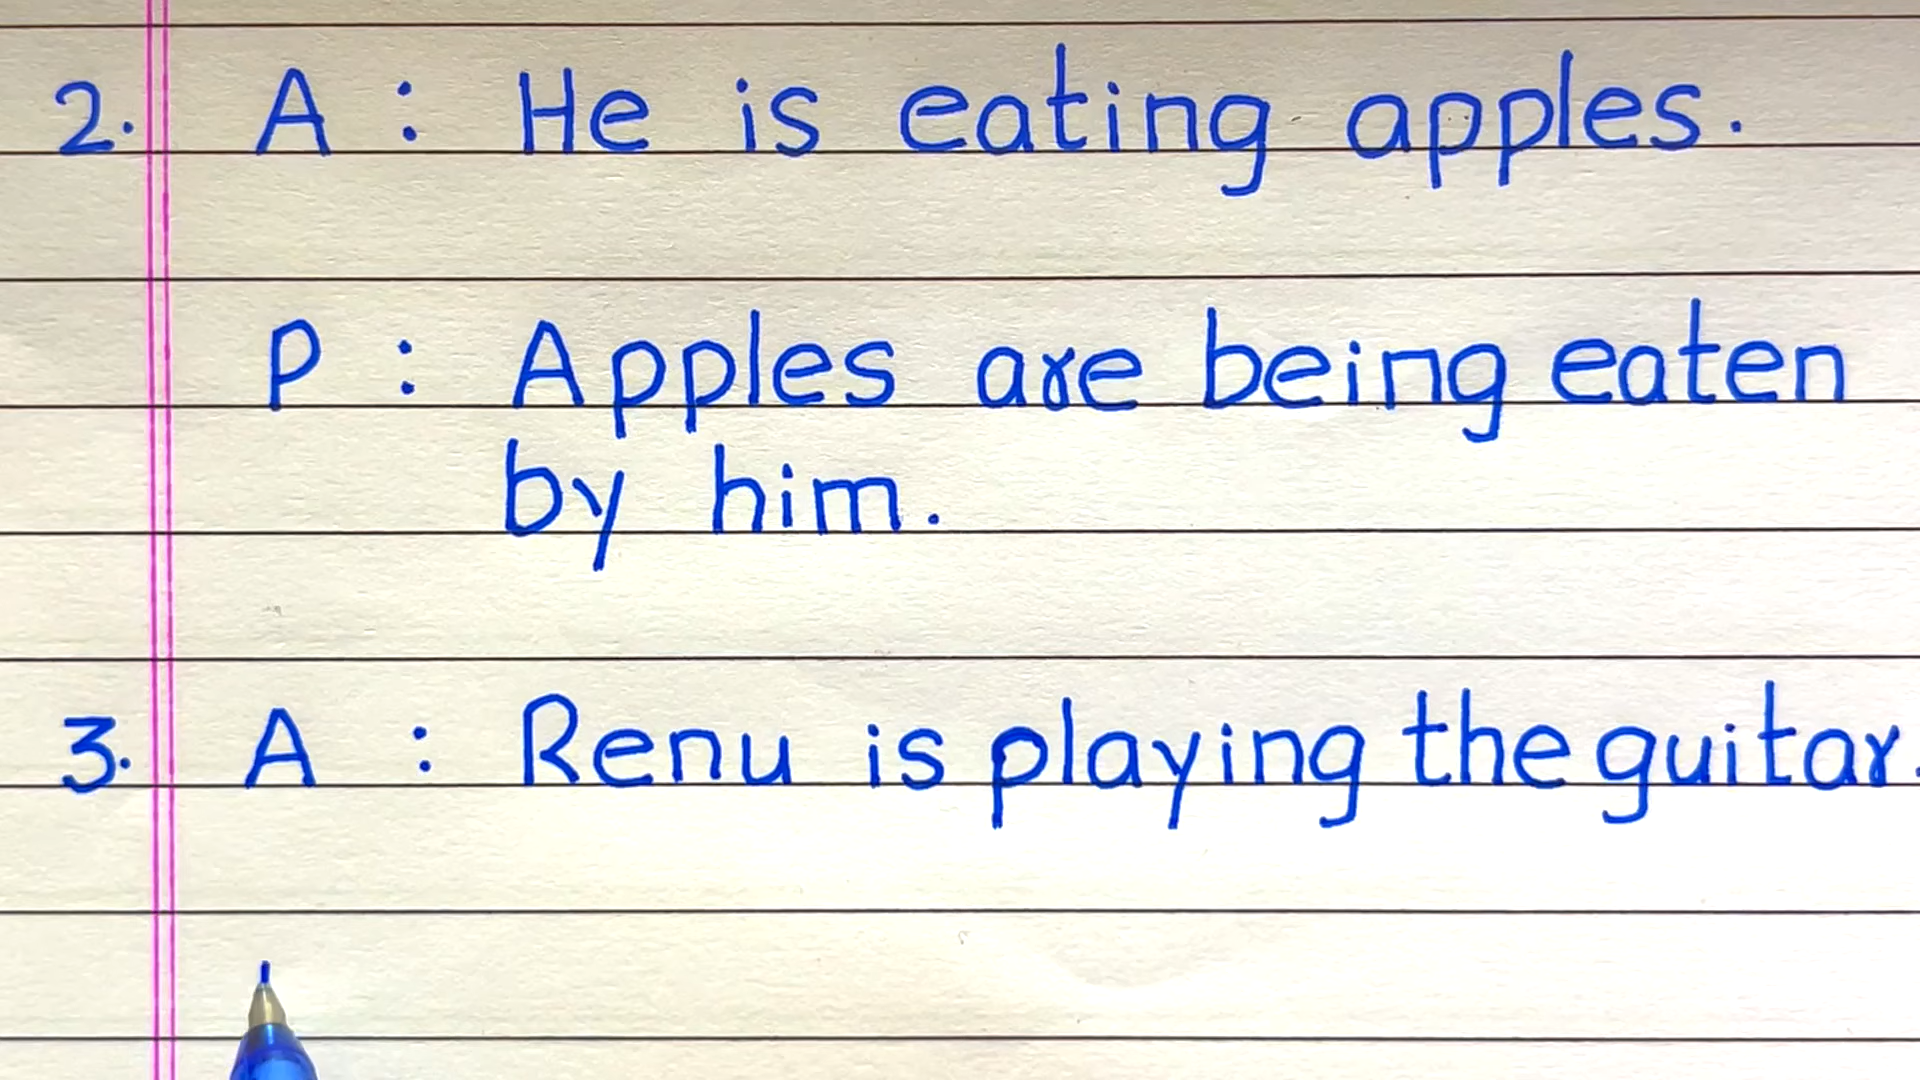 2. A : He is eating apples.
P : Apples are being eaten
by him.
3. A : Renu is playing the guitar.